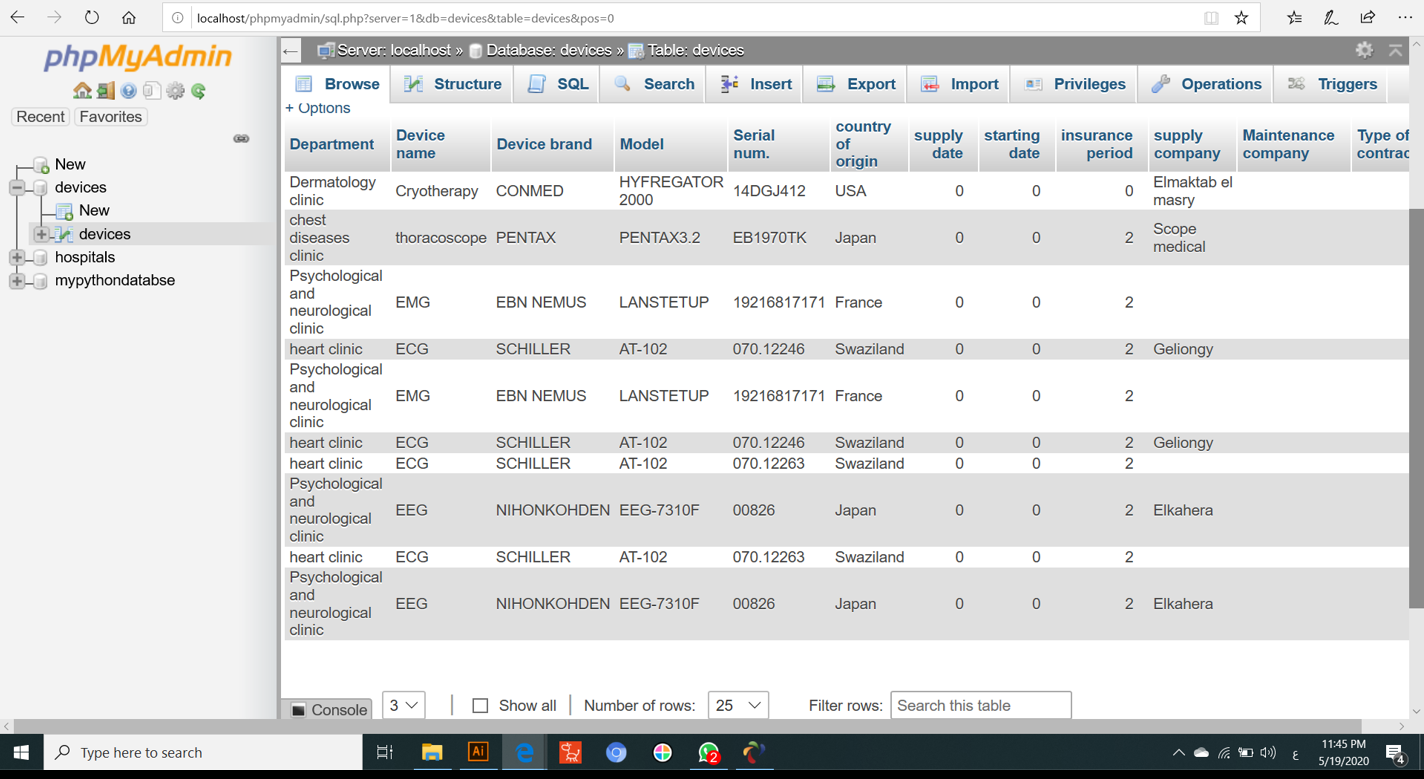 localhost/phpmyadmin/sql.php?server=1&db=devices&table=devices&pos=0
phpMyAdmin
Recent Favorites
New
devices
New
devices
hospitals
mypythondatabse
Server: localhost » Database: devices » Table: devices
Browse Structure SQL Search Insert Export Import Privileges Operations Triggers
+ Options
Department Device name Device brand Model Serial num. country of origin supply date starting date insurance period supply company Maintenance company Type of contrac
Dermatology clinic Cryotherapy CONMED HYFREGATOR 2000 14DGJ412 USA 0 0 0 Elmaktab el masry
chest diseases clinic thoracoscope PENTAX PENTAX3.2 EB1970TK Japan 0 0 2 Scope medical
Psychological and neurological clinic EMG EBN NEMUS LANSTETUP 19216817171 France 0 0 2
heart clinic ECG SCHILLER AT-102 070.12246 Swaziland 0 0 2 Geliongy
Psychological and neurological clinic EMG EBN NEMUS LANSTETUP 19216817171 France 0 0 2
heart clinic ECG SCHILLER AT-102 070.12246 Swaziland 0 0 2 Geliongy
heart clinic ECG SCHILLER AT-102 070.12263 Swaziland 0 0 2
Psychological and neurological clinic EEG NIHONKOHDEN EEG-7310F 00826 Japan 0 0 2 Elkahera
heart clinic ECG SCHILLER AT-102 070.12263 Swaziland 0 0 2
Psychological and neurological clinic EEG NIHONKOHDEN EEG-7310F 00826 Japan 0 0 2 Elkahera
Console 3 Show all Number of rows: 25 Filter rows: Search this table
Type here to search
Ai
2
ع
11:45 PM
5/19/2020
4